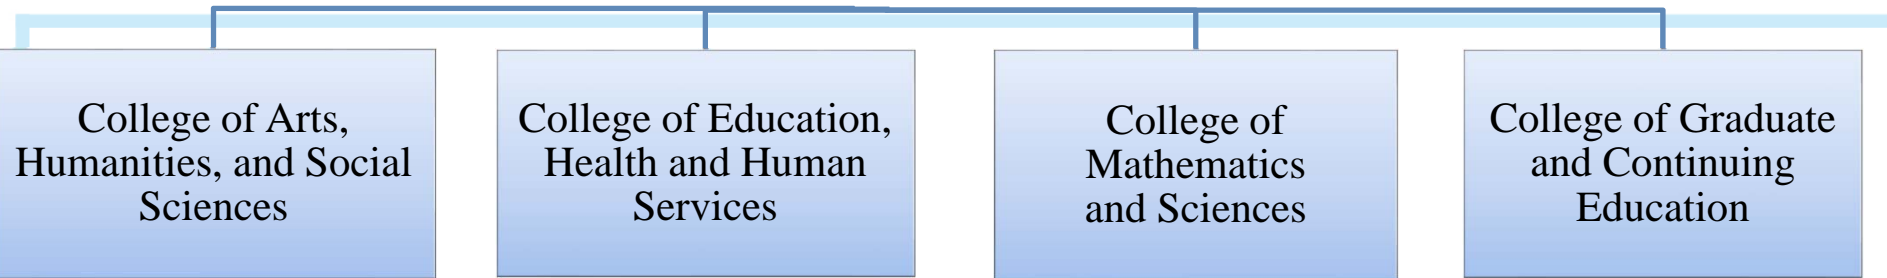 College of Arts,
Humanities, and Social
Sciences
College of Education,
Health and Human
Services
College of
Mathematics
and Sciences
College of Graduate
and Continuing
Education